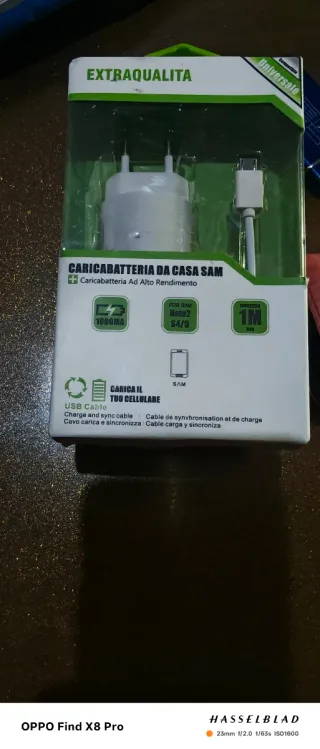 EXTRAQUALITA
Universale
CARICABATTERIA DA CASA SAM
Caricabatteria Ad Alto Rendimento
1000MA
Note2
S4/3
1M
SAM
CARICA IL
TUO CELLULARE
USB Cable
Charge and sync cable | Cable de synvhronisation et de charge
Cavo carica e sincronizza | Cable carga y sincroniza
OPPO Find X8 Pro
HASSELBLAD
23mm f/2.0 1/63s ISO1600